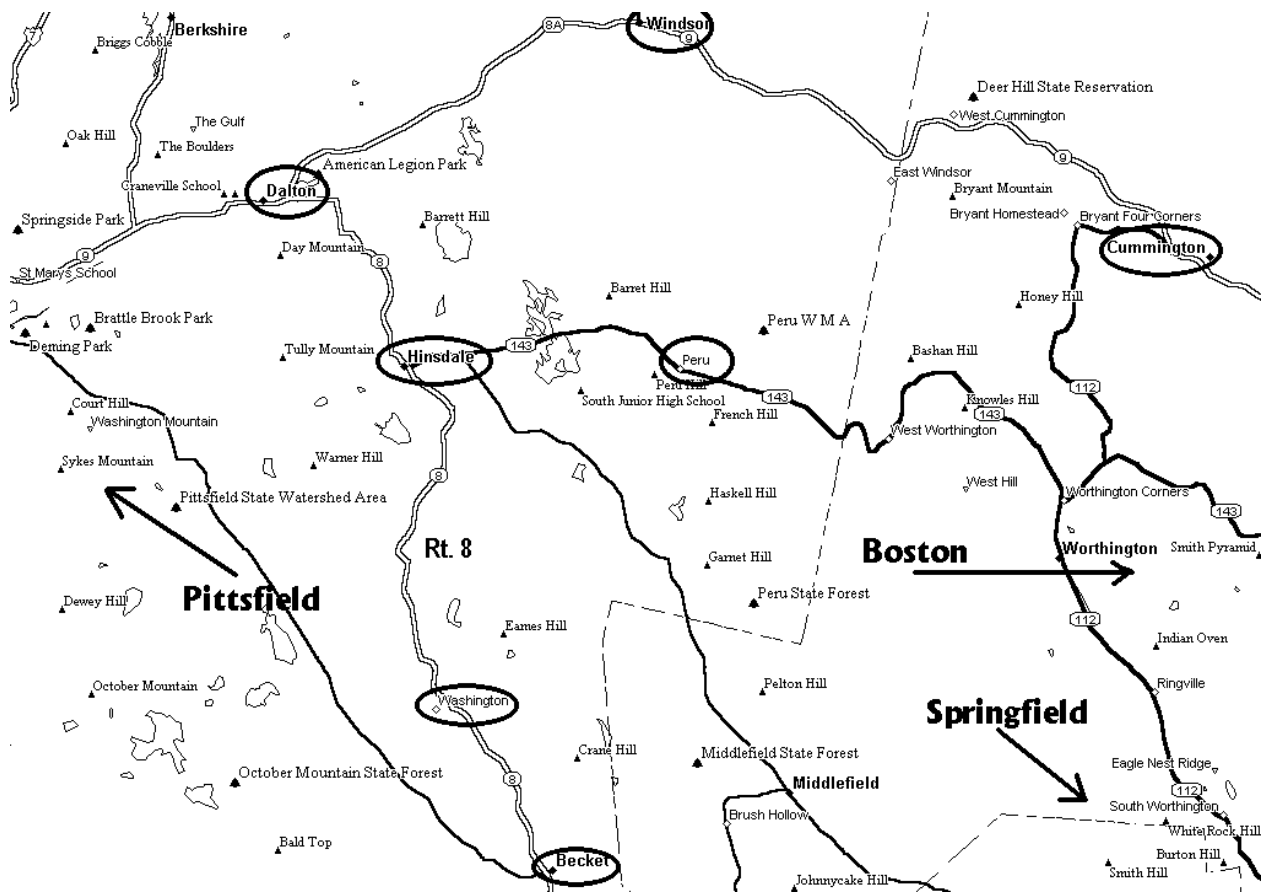 8A
Windsor
9
7
Berkshire
Briggs Cobble
Deer Hill State Reservation
West Cummington
The Gulf
Oak Hill
The Boulders
9
American Legion Park
Craneville School
Dalton
East Windsor
Bryant Mountain
Bryant Homestead
Bryant Four Corners
Springside Park
Barrett Hill
Day Mountain
9
8
Cummington
St Marys School
Barret Hill
Honey Hill
Brattle Brook Park
Peru W M A
Deming Park
Tully Mountain
Hinsdale
143
Peru
Bashan Hill
Peru Hill
112
South Junior High School
143
Court Hill
Knowles Hill
143
Washington Mountain
French Hill
West Worthington
Sykes Mountain
Warner Hill
8
West Hill
Pittsfield State Watershed Area
Haskell Hill
Worthington Corners
143
Rt. 8
Boston
Worthington
Smith Pyramid
Garnet Hill
Pittsfield
Dewey Hill
Peru State Forest
112
Eames Hill
Indian Oven
October Mountain
Pelton Hill
Ringville
Washington
Springfield
Crane Hill
Middlefield State Forest
Eagle Nest Ridge
October Mountain State Forest
8
Middlefield
112
South Worthington
Brush Hollow
White Rock Hill
Bald Top
Becket
Burton Hill
Smith Hill
Johnnycake Hill